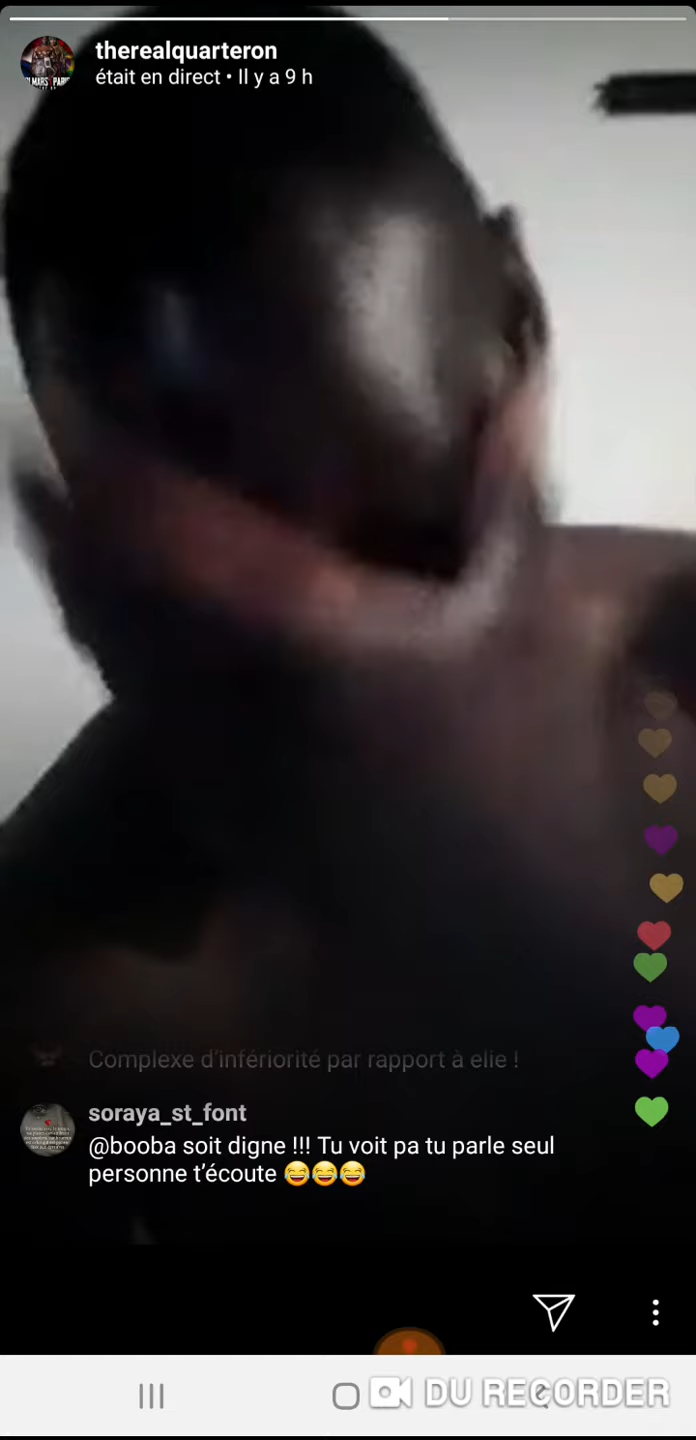 therealquarteron
était en direct • Il y a 9 h
Complexe d'infériorité par rapport à elie !
soraya_st_font
@booba soit digne !!! Tu voit pa tu parle seul
personne t'écoute 😂😂😂
DU RECORDER